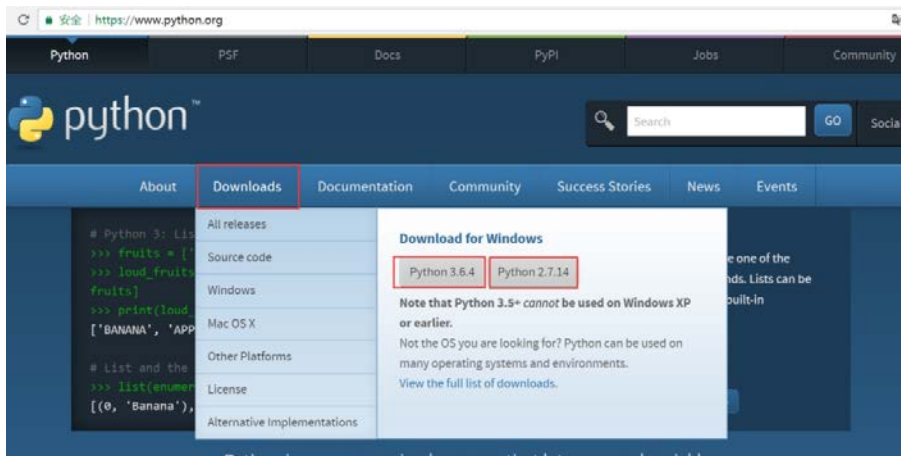 安全 | https://www.python.org
Python PSF Docs PyPI Jobs Community
python™ Search GO Socia
About Downloads Documentation Community Success Stories News Events
All releases
Source code
Windows
Mac OS X
Other Platforms
License
Alternative Implementations
Download for Windows
Python 3.6.4 Python 2.7.14
Note that Python 3.5+ cannot be used on Windows XP
or earlier.
Not the OS you are looking for? Python can be used on
many operating systems and environments.
View the full list of downloads.
# Python 3: Lis
>>> fruits = ['
>>> loud_fruits
fruits]
>>> print(loud_
['BANANA', 'APP
# List and the
>>> list(enumer
[(0, 'Banana'),
e one of the
nds. Lists can be
built-in